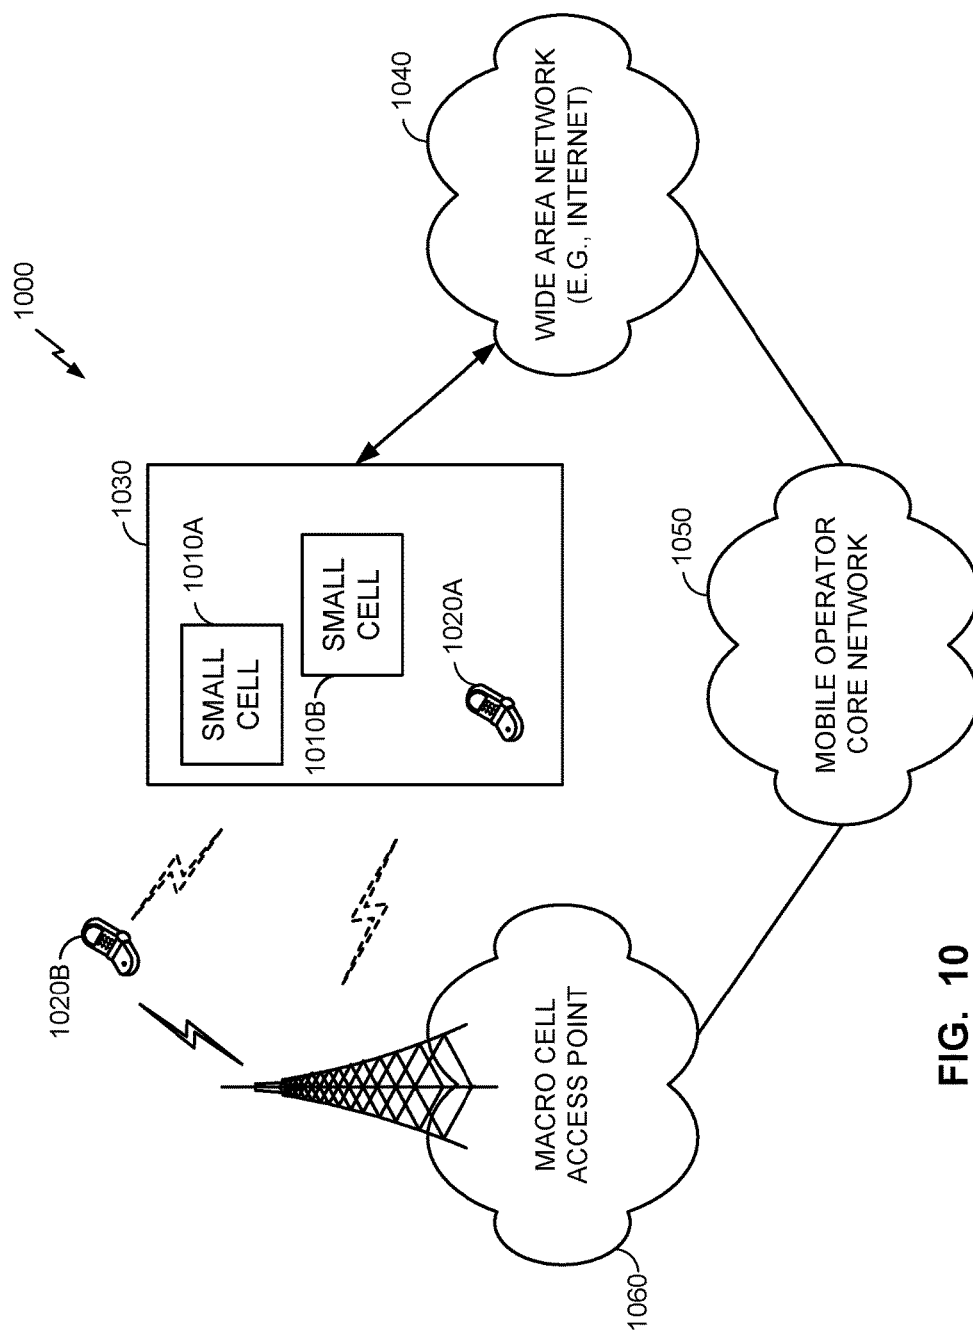 1000
1020B
1030
1010A
SMALL
CELL
SMALL
CELL
1010B
1020A
1040
WIDE AREA NETWORK
(E.G., INTERNET)
MACRO CELL
ACCESS POINT
1060
1050
MOBILE OPERATOR
CORE NETWORK
FIG. 10